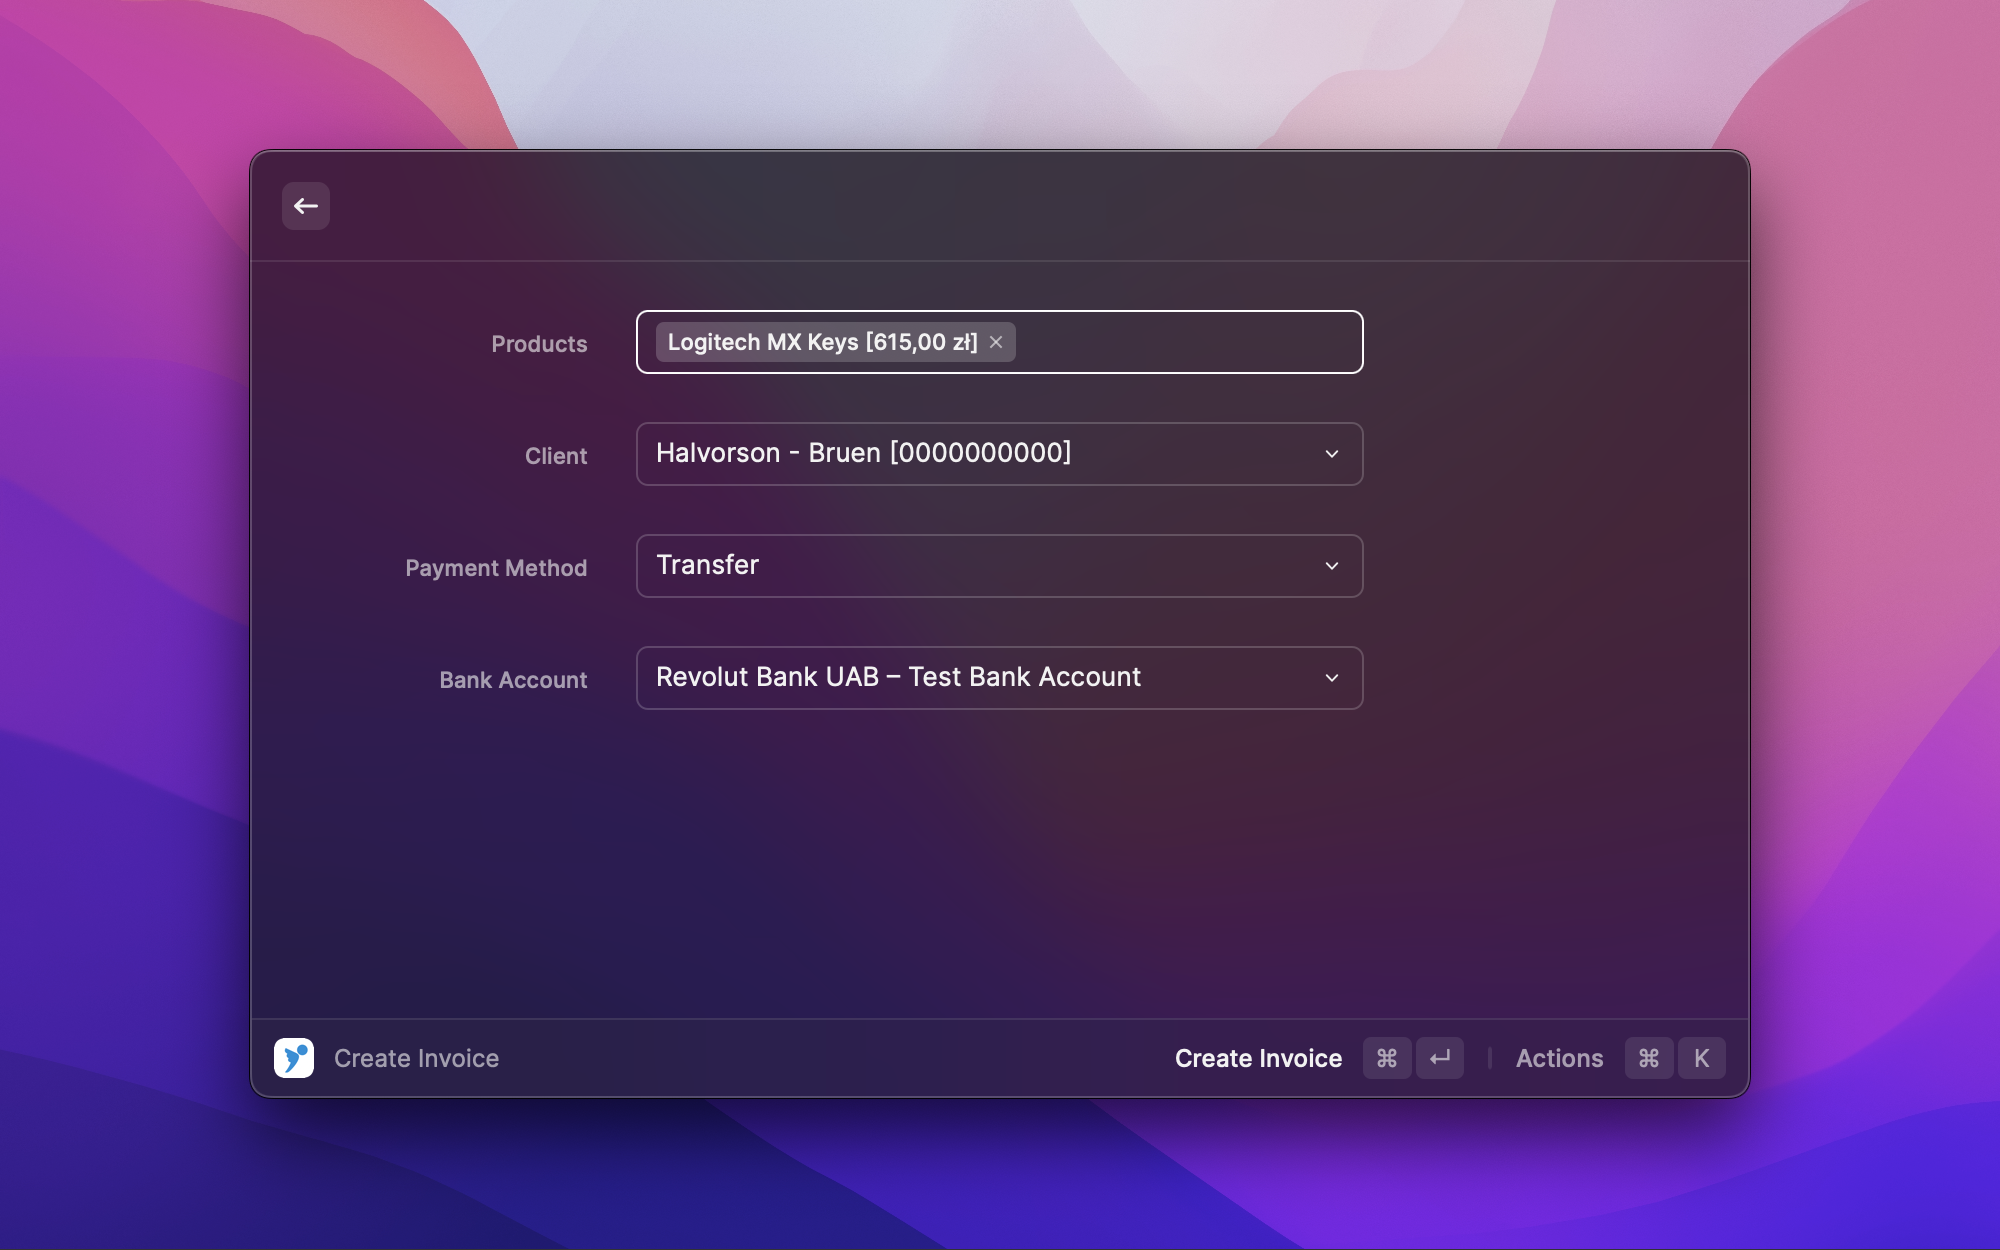 Products
Logitech MX Keys [615,00 zł] ×
Client
Halvorson - Bruen [0000000000]
Payment Method
Transfer
Bank Account
Revolut Bank UAB – Test Bank Account
Create Invoice
Create Invoice ⌘ ↵
Actions ⌘ K